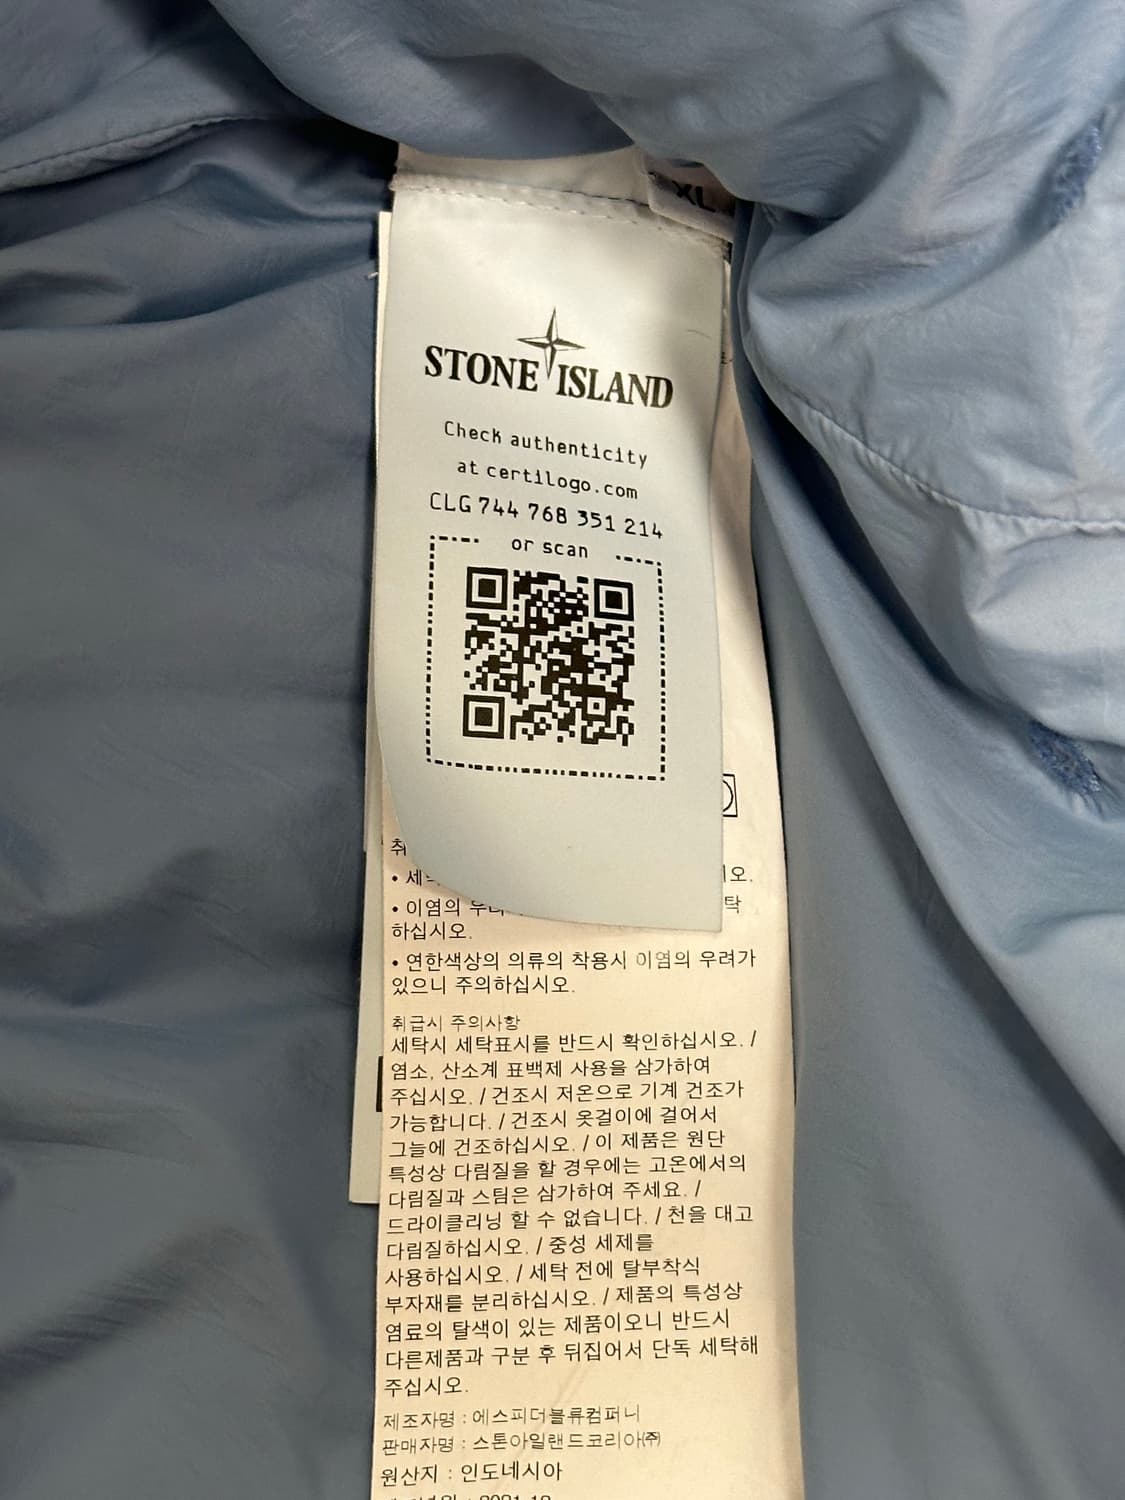 XL
STONE ISLAND
Check authenticity
at certilogo.com
CLG 744 768 351 214
or scan
취
• 세
오.
• 이염의 우려
탁
하십시오.
• 연한색상의 의류의 착용시 이염의 우려가
있으니 주의하십시오.
취급시 주의사항
세탁시 세탁표시를 반드시 확인하십시오. /
염소, 산소계 표백제 사용을 삼가하여
주십시오. / 건조시 저온으로 기계 건조가
가능합니다. / 건조시 옷걸이에 걸어서
그늘에 건조하십시오. / 이 제품은 원단
특성상 다림질을 할 경우에는 고온에서의
다림질과 스팀은 삼가하여 주세요. /
드라이클리닝 할 수 없습니다. / 천을 대고
다림질하십시오. / 중성 세제를
사용하십시오. / 세탁 전에 탈부착식
부자재를 분리하십시오. / 제품의 특성상
염료의 탈색이 있는 제품이오니 반드시
다른제품과 구분 후 뒤집어서 단독 세탁해
주십시오.
제조자명 : 에스피더블류컴퍼니
판매자명 : 스톤아일랜드코리아㈜
원산지 : 인도네시아